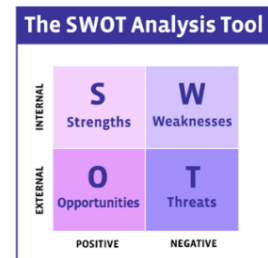 The SWOT Analysis Tool
INTERNAL
S
Strengths
W
Weaknesses
EXTERNAL
O
Opportunities
T
Threats
POSITIVE
NEGATIVE